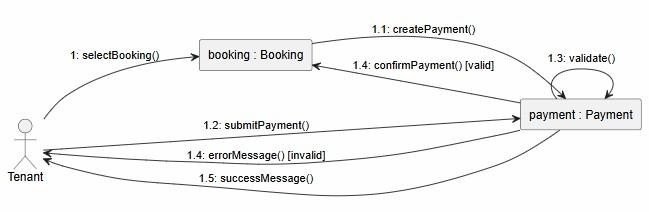 1.1: createPayment()
1: selectBooking()
booking : Booking
1.3: validate()
1.4: confirmPayment() [valid]
payment : Payment
1.2: submitPayment()
1.4: errorMessage() [invalid]
Tenant
1.5: successMessage()